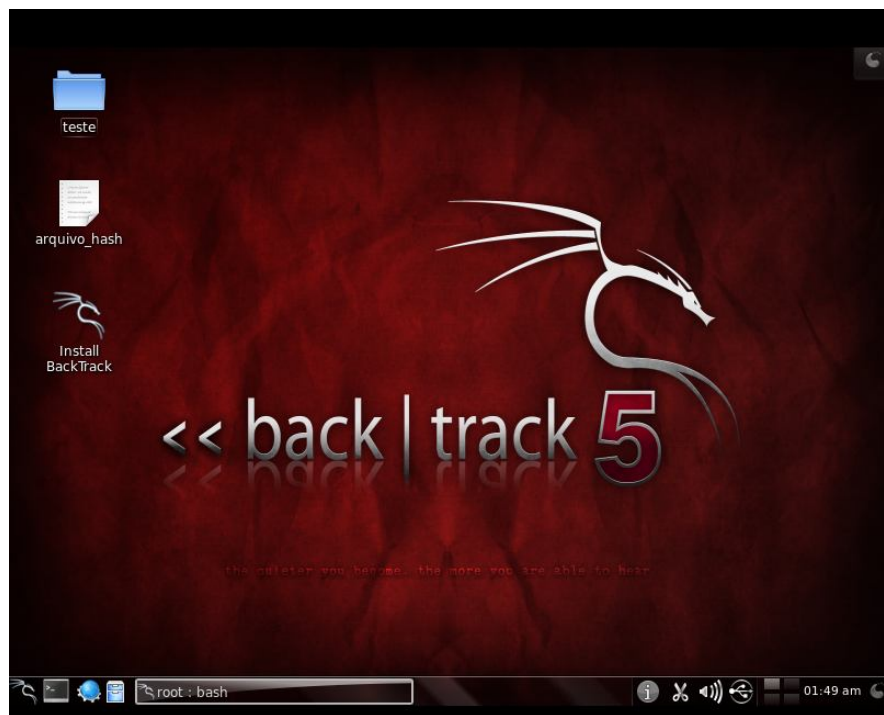 teste
arquivo_hash
Install
BackTrack
<< back | track 5
the quieter you become, the more you are able to hear
root : bash
01:49 am